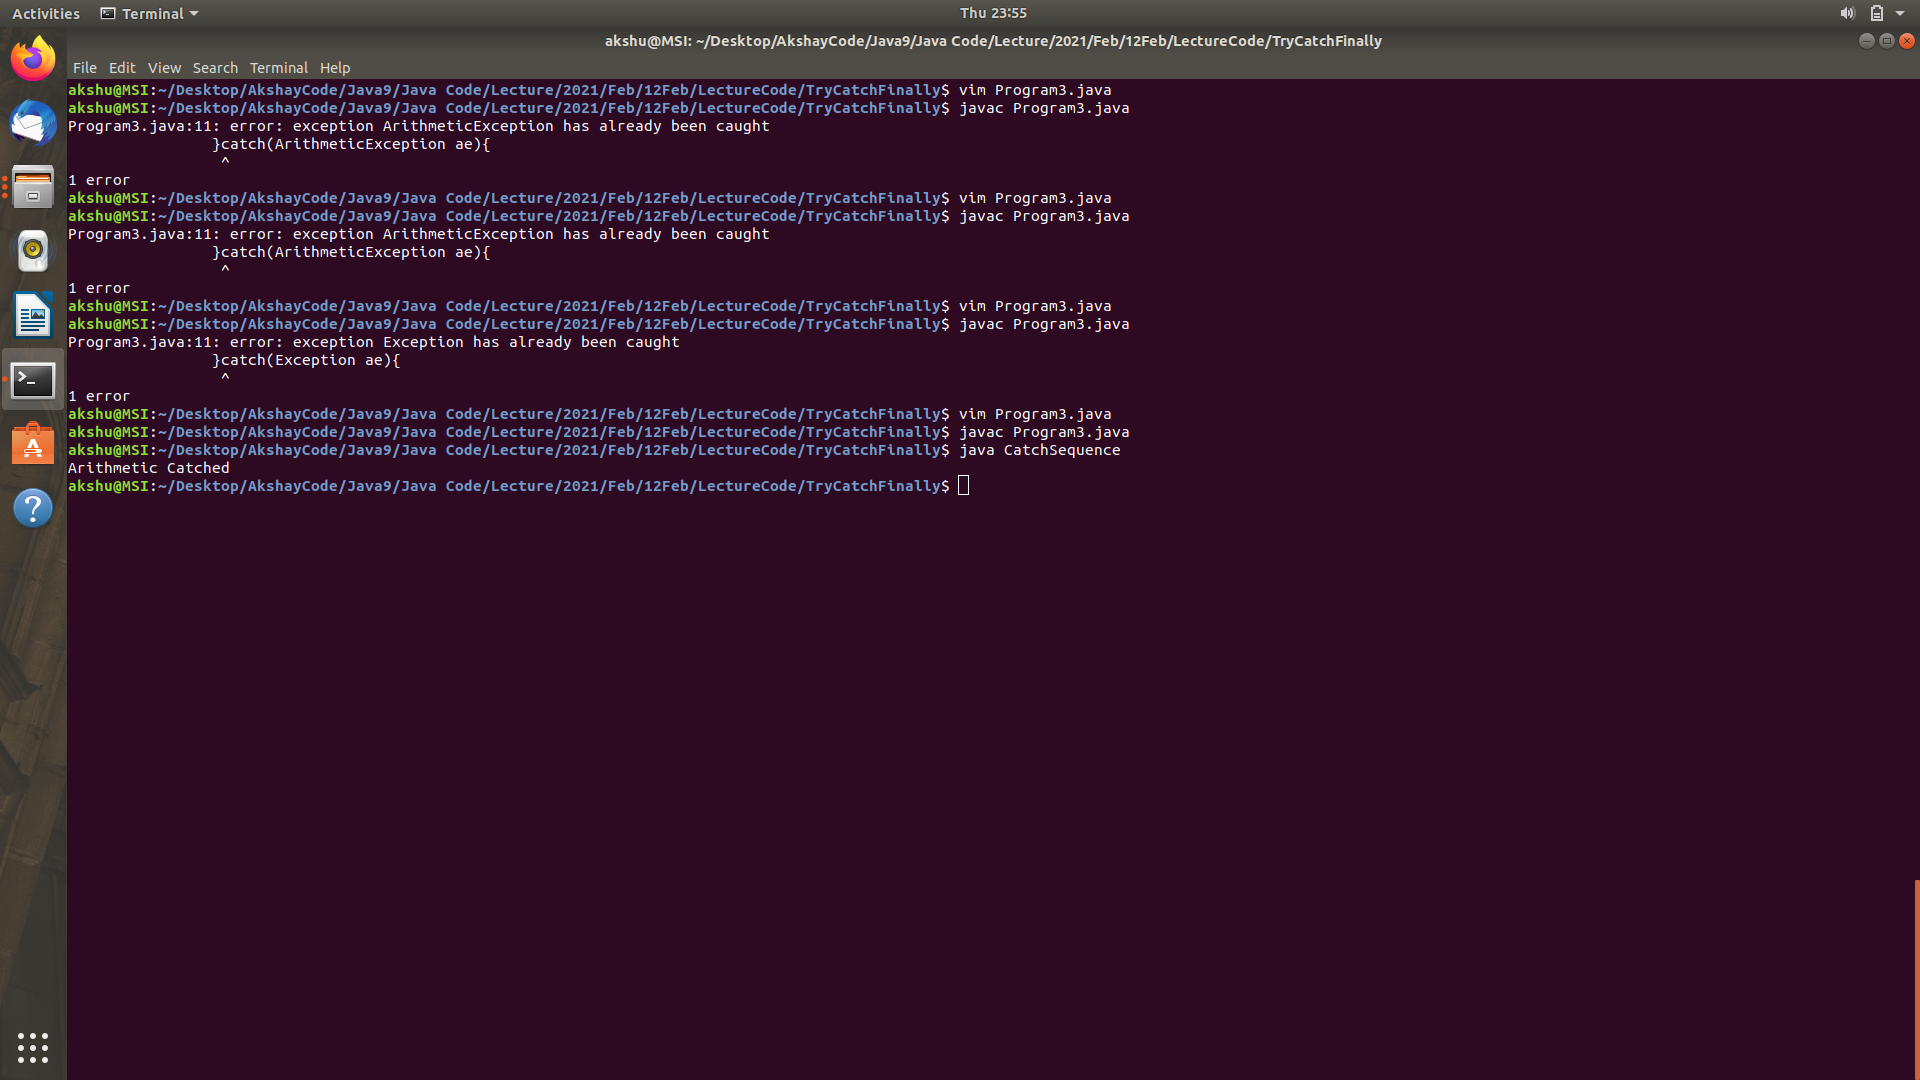 Activities Terminal Thu 23:55
akshu@MSI: ~/Desktop/AkshayCode/Java9/Java Code/Lecture/2021/Feb/12Feb/LectureCode/TryCatchFinally
File Edit View Search Terminal Help
akshu@MSI:~/Desktop/AkshayCode/Java9/Java Code/Lecture/2021/Feb/12Feb/LectureCode/TryCatchFinally$ vim Program3.java
akshu@MSI:~/Desktop/AkshayCode/Java9/Java Code/Lecture/2021/Feb/12Feb/LectureCode/TryCatchFinally$ javac Program3.java
Program3.java:11: error: exception ArithmeticException has already been caught
}catch(ArithmeticException ae){
^
1 error
akshu@MSI:~/Desktop/AkshayCode/Java9/Java Code/Lecture/2021/Feb/12Feb/LectureCode/TryCatchFinally$ vim Program3.java
akshu@MSI:~/Desktop/AkshayCode/Java9/Java Code/Lecture/2021/Feb/12Feb/LectureCode/TryCatchFinally$ javac Program3.java
Program3.java:11: error: exception ArithmeticException has already been caught
}catch(ArithmeticException ae){
^
1 error
akshu@MSI:~/Desktop/AkshayCode/Java9/Java Code/Lecture/2021/Feb/12Feb/LectureCode/TryCatchFinally$ vim Program3.java
akshu@MSI:~/Desktop/AkshayCode/Java9/Java Code/Lecture/2021/Feb/12Feb/LectureCode/TryCatchFinally$ javac Program3.java
Program3.java:11: error: exception Exception has already been caught
}catch(Exception ae){
^
1 error
akshu@MSI:~/Desktop/AkshayCode/Java9/Java Code/Lecture/2021/Feb/12Feb/LectureCode/TryCatchFinally$ vim Program3.java
akshu@MSI:~/Desktop/AkshayCode/Java9/Java Code/Lecture/2021/Feb/12Feb/LectureCode/TryCatchFinally$ javac Program3.java
akshu@MSI:~/Desktop/AkshayCode/Java9/Java Code/Lecture/2021/Feb/12Feb/LectureCode/TryCatchFinally$ java CatchSequence
Arithmetic Catched
akshu@MSI:~/Desktop/AkshayCode/Java9/Java Code/Lecture/2021/Feb/12Feb/LectureCode/TryCatchFinally$